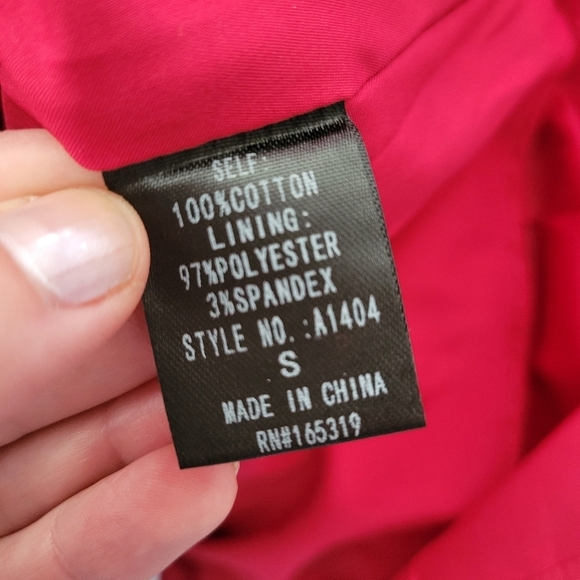 SELF:
100%COTTON
LINING:
97%POLYESTER
3%SPANDEX
STYLE NO.:A1404
S
MADE IN CHINA
RN#165319